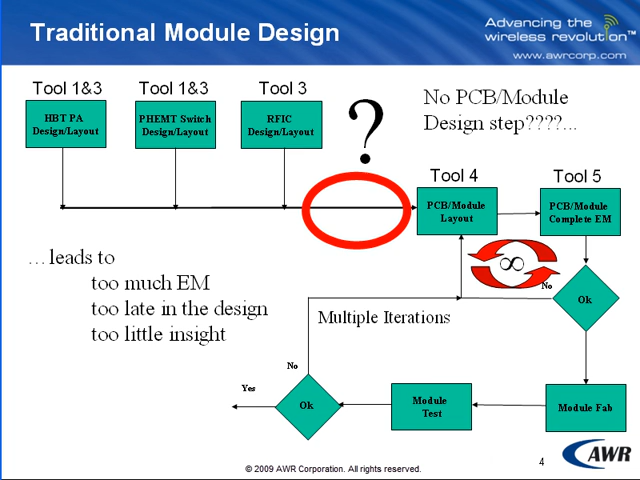 Traditional Module Design
Advancing the
wireless revolution™
www.awrcorp.com
Tool 1&3
Tool 1&3
Tool 3
HBT PA
Design/Layout
PHEMT Switch
Design/Layout
RFIC
Design/Layout
?
No PCB/Module
Design step????...
Tool 4
Tool 5
PCB/Module
Layout
PCB/Module
Complete EM
...leads to
too much EM
too late in the design
too little insight
∞
No
Ok
Multiple Iterations
No
Yes
Ok
Module
Test
Module Fab
© 2009 AWR Corporation. All rights reserved.
4
AWR